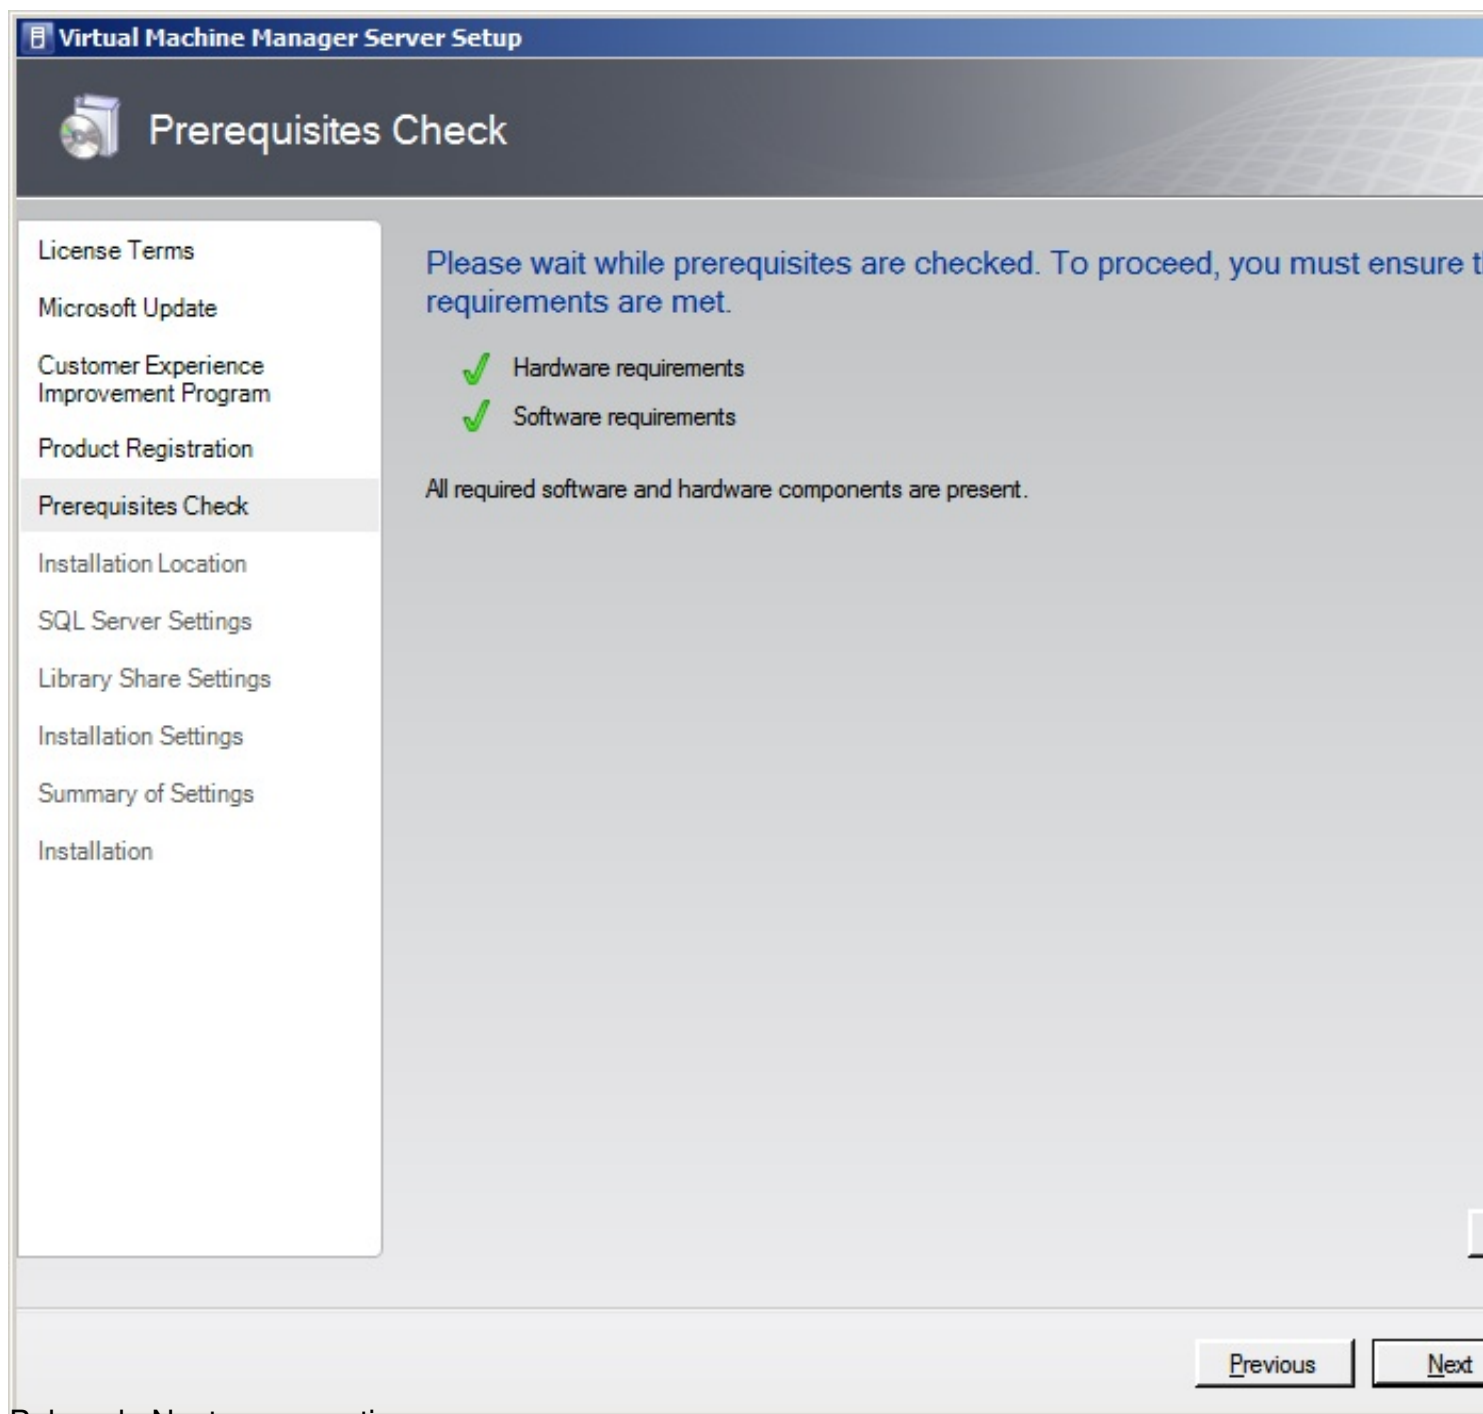 Virtual Machine Manager Server Setup
Prerequisites Check
License Terms
Microsoft Update
Customer Experience
Improvement Program
Product Registration
Prerequisites Check
Installation Location
SQL Server Settings
Library Share Settings
Installation Settings
Summary of Settings
Installation
Please wait while prerequisites are checked. To proceed, you must ensure
requirements are met.
Hardware requirements
Software requirements
All required software and hardware components are present.
Previous
Next